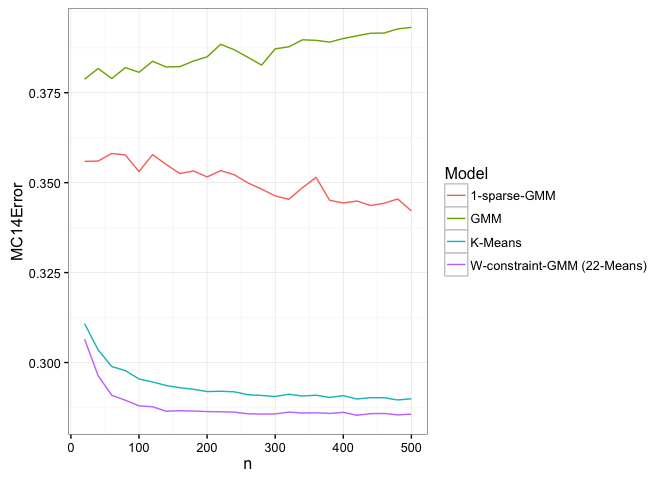 MC14Error
0.375
0.350
0.325
0.300
0
100
200
300
400
500
n
Model
1-sparse-GMM
GMM
K-Means
W-constraint-GMM (22-Means)